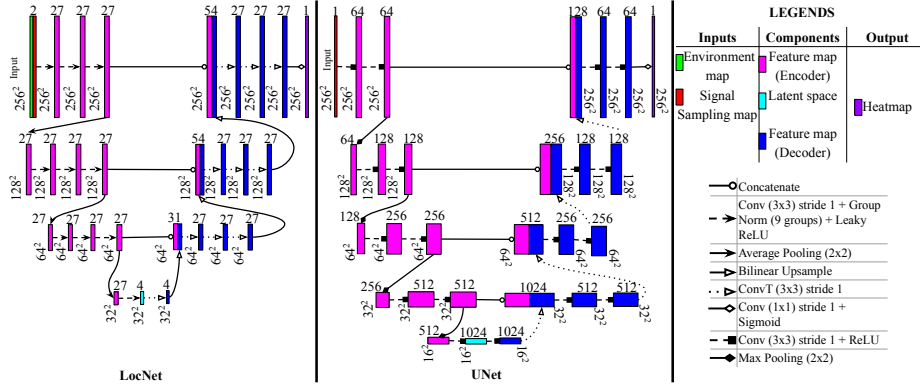 2 27 27 27 54 27 27 27 1
Input
256² 256² 256² 256² 256² 256² 256² 256² 256²
27 27 27 27 54 27 27 27
128² 128² 128² 128² 128² 128² 128² 128²
27 27 27 27 31 27 27 27
64² 64² 64² 64² 64² 64² 64² 64²
27 4 4
32² 32² 32²
LocNet
1 64 64 128 64 64 1
Input
256² 256² 256² 256² 256² 256² 256²
64 128 128 256 128 128
128² 128² 128² 128² 128² 128²
128 256 256 512 256 256
64² 64² 64² 64² 64² 64²
256 512 512 1024 512 512
32² 32² 32² 32² 32² 32²
512 1024 1024
16² 16² 16²
UNet
LEGENDS
Inputs Components Output
Environment map
Signal Sampling map
Feature map (Encoder)
Latent space
Feature map (Decoder)
Heatmap
Concatenate
Conv (3x3) stride 1 + Group
Norm (9 groups) + Leaky
ReLU
Average Pooling (2x2)
Bilinear Upsample
ConvT (3x3) stride 1
Conv (1x1) stride 1 +
Sigmoid
Conv (3x3) stride 1 + ReLU
Max Pooling (2x2)